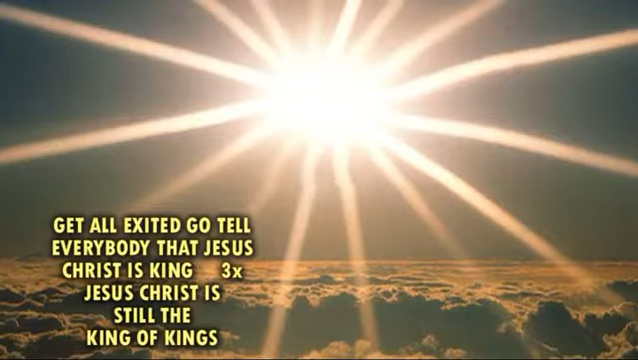 GET ALL EXITED GO TELL
EVERYBODY THAT JESUS
CHRIST IS KING 3x
JESUS CHRIST IS
STILL THE
KING OF KINGS